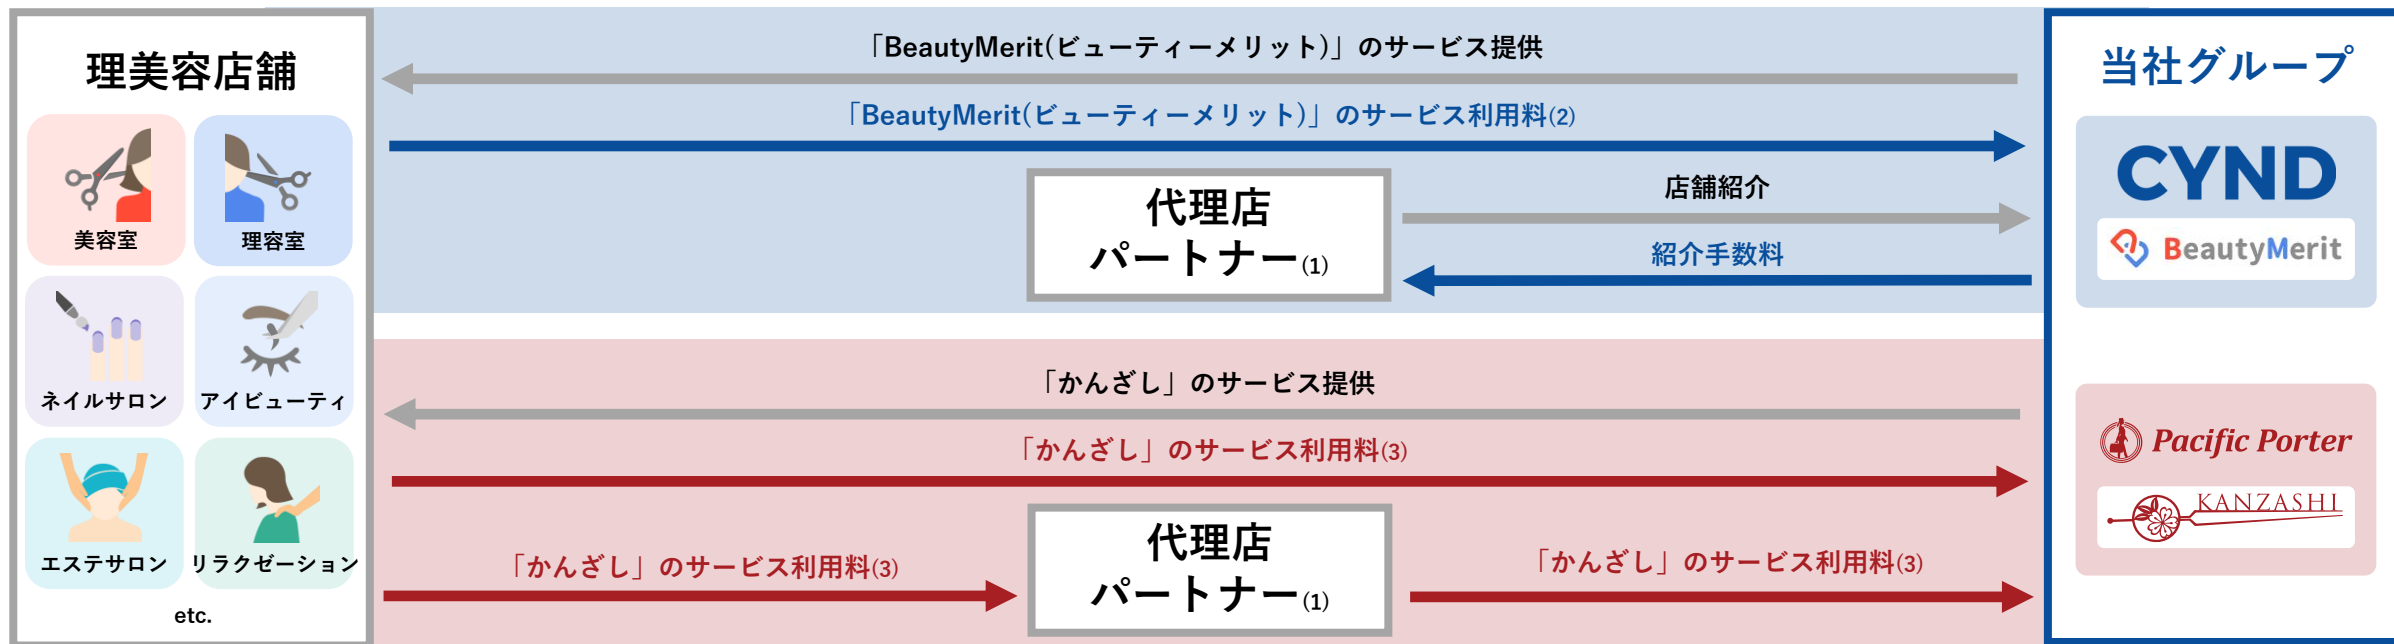 理美容店舗
美容室
理容室
ネイルサロン
アイビューティ
エステサロン
リラクゼーション
etc.
「BeautyMerit(ビューティーメリット)」のサービス提供
「BeautyMerit(ビューティーメリット)」のサービス利用料(2)
代理店
パートナー(1)
店舗紹介
紹介手数料
「かんざし」のサービス提供
「かんざし」のサービス利用料(3)
「かんざし」のサービス利用料(3)
代理店
パートナー(1)
「かんざし」のサービス利用料(3)
当社グループ
CYND
BeautyMerit
Pacific Porter
KANZASHI